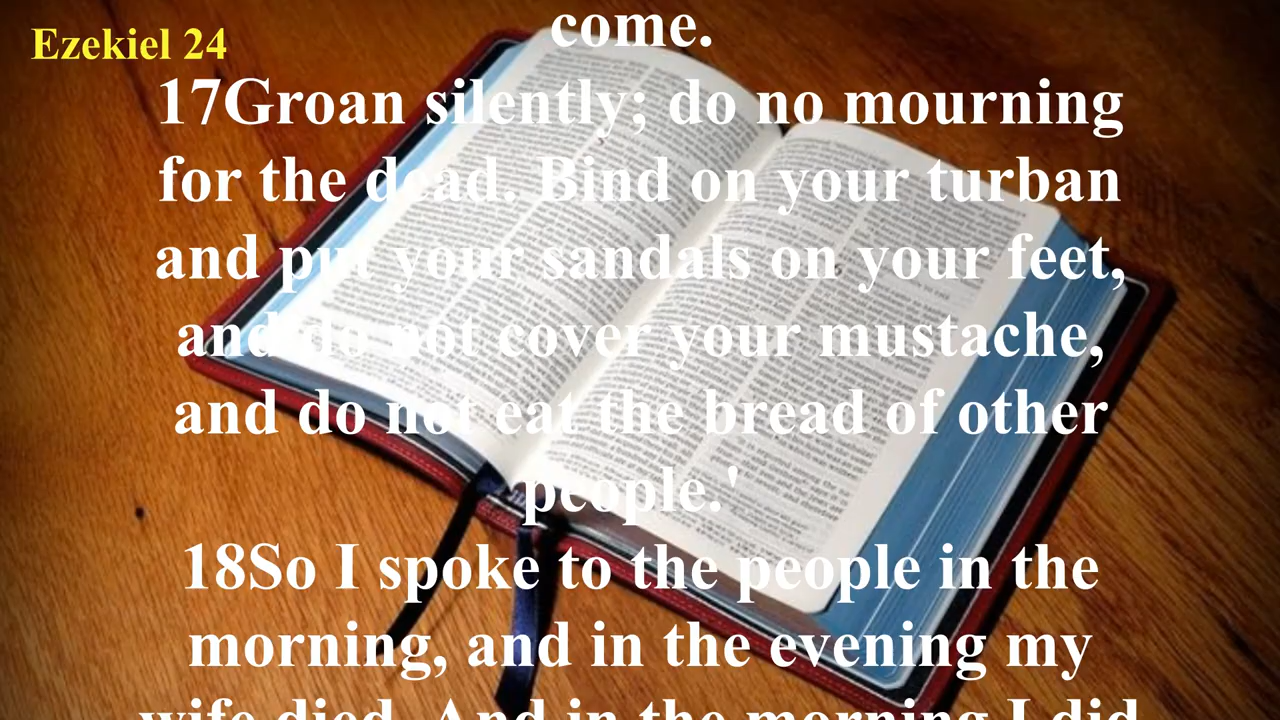 Ezekiel 24
come.
17Groan silently; do no mourning
for the dead. Bind on your turban
and put your sandals on your feet,
and do not cover your mustache,
and do not eat the bread of other
people.'
18So I spoke to the people in the
morning, and in the evening my
wife died. And in the morning I did